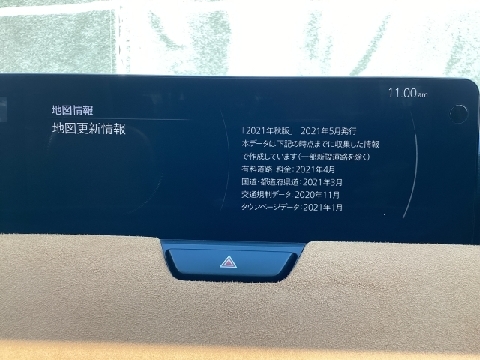 11:00AM
地図情報
地図更新情報
「2021年秋版」 2021年5月発行
本データは下記の時点までに収集した情報
で作成しています(一部新設道路を除く)
有料道路・料金:2021年4月
国道・都道府県道:2021年3月
交通規制データ:2020年11月
タウンページデータ:2021年1月